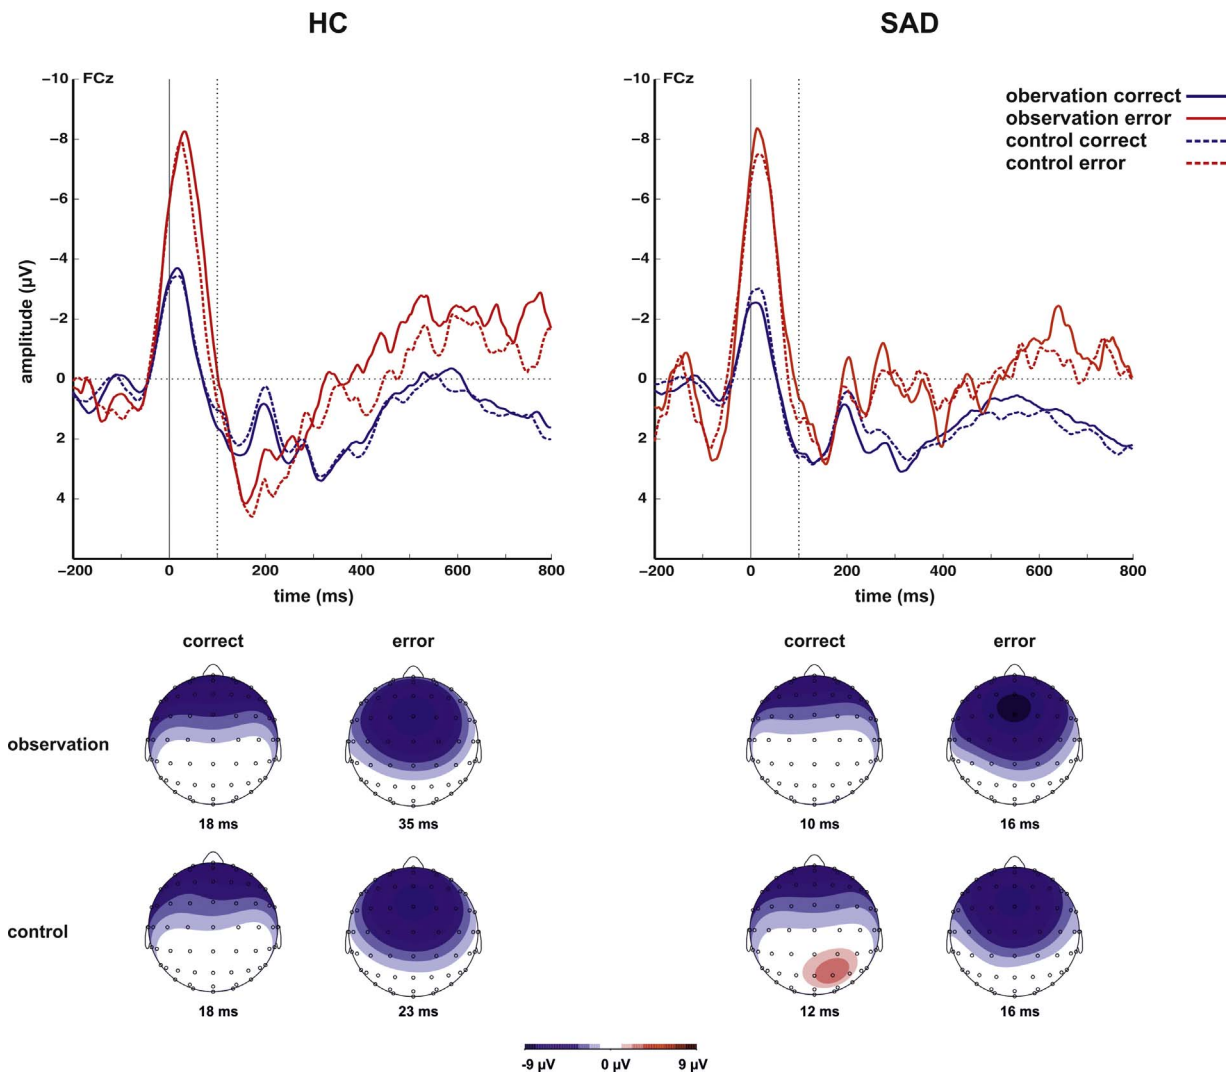 HC
SAD
–10
FCz
–8
–6
–4
–2
0
2
4
amplitude (µV)
–200
0
200
400
600
800
time (ms)
–10
FCz
–8
–6
–4
–2
0
2
4
–200
0
200
400
600
800
time (ms)
obervation correct
observation error
control correct
control error
correct
error
correct
error
observation
18 ms
35 ms
10 ms
16 ms
control
18 ms
23 ms
12 ms
16 ms
-9 µV
0 µV
9 µV